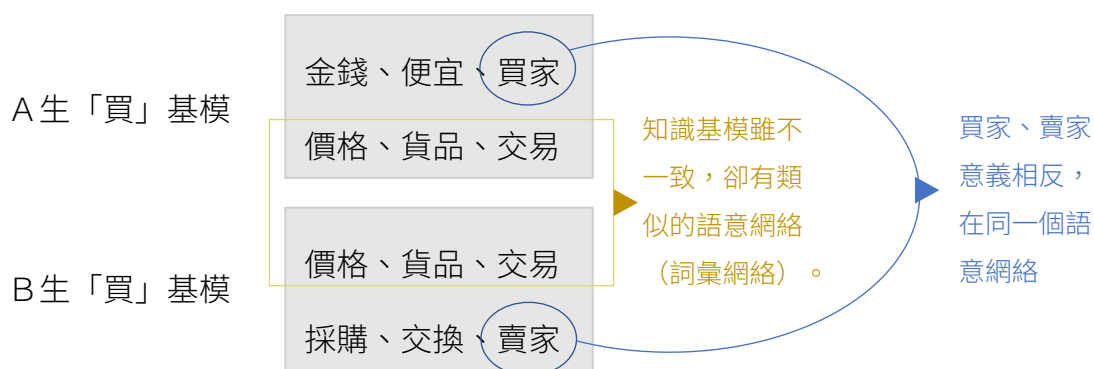 A生「買」基模
金錢、便宜、買家
價格、貨品、交易
B生「買」基模
價格、貨品、交易
採購、交換、賣家
知識基模雖不
一致，卻有類
似的語意網絡
（詞彙網絡）。
買家、賣家
意義相反，
在同一個語
意網絡